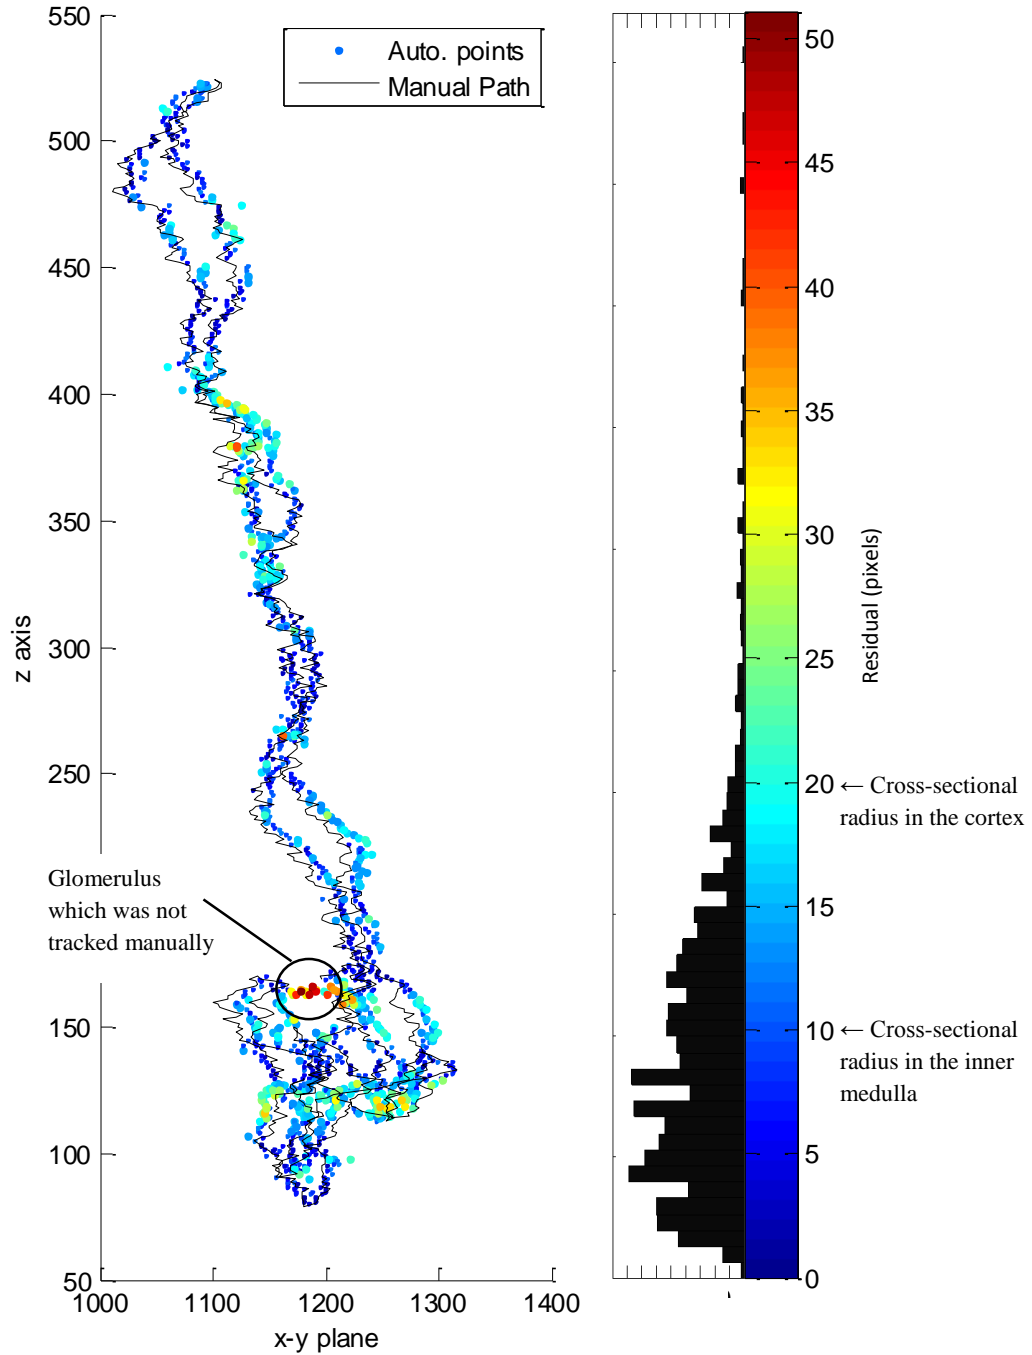 Auto. points
Manual Path
550
500
450
400
350
300
250
200
150
100
50
z axis
1000
1100
1200
1300
1400
x-y plane
Glomerulus
which was not
tracked manually
50
45
40
35
30
25
20
15
10
5
0
Residual (pixels)
← Cross-sectional
radius in the cortex
← Cross-sectional
radius in the inner
medulla